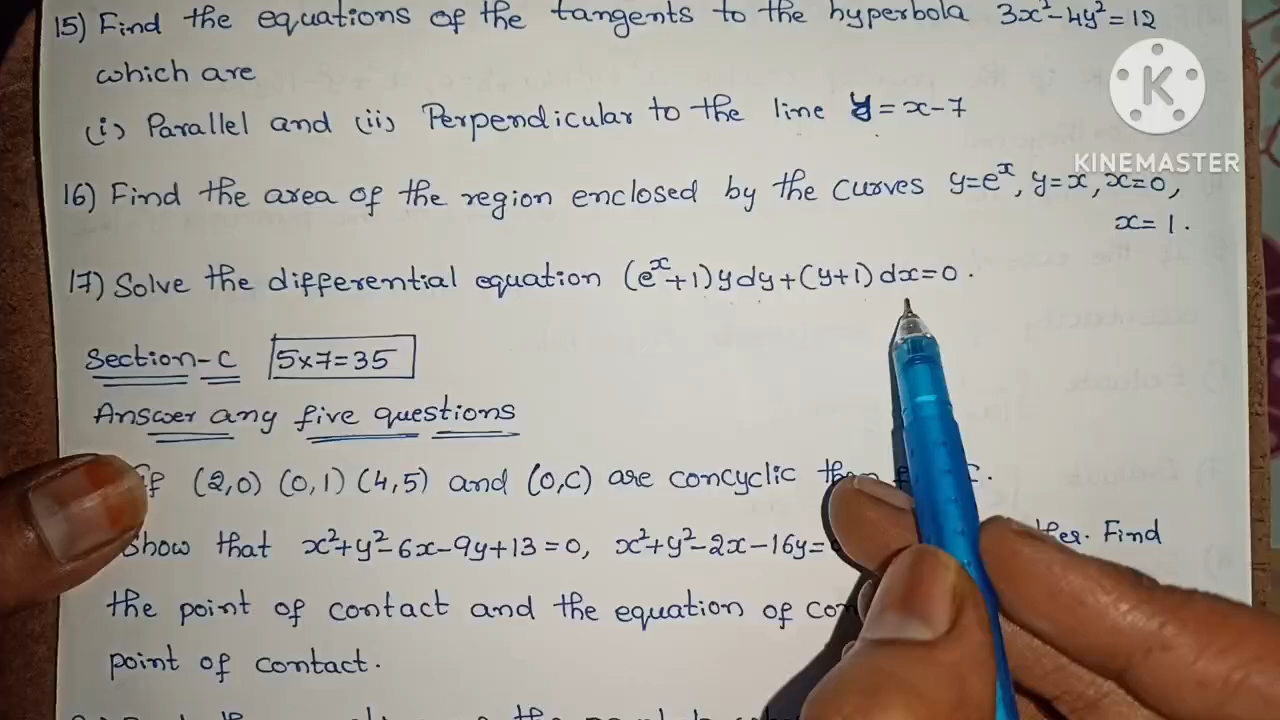 15) Find the equations of the tangents to the hyperbola 3x²-4y²=12
which are
(i) Parallel and (ii) Perpendicular to the line y=x-7
K
KINEMASTER
16) Find the area of the region enclosed by the curves y=eˣ, y=x, x=0,
x=1.
17) Solve the differential equation (eˣ+1)ydy+(y+1)dx=0.
Section-C 5x7=35
Answer any five questions
(2,0) (0,1) (4,5) and (0,C) are concyclic
Show that x²+y²-6x-9y+13=0, x²+y²-2x-16y= Find
the point of contact and the equation of
point of contact.